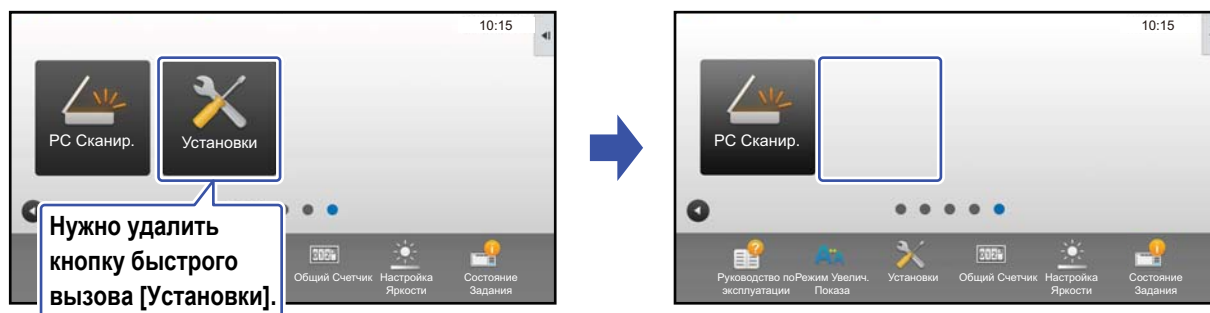 10:15
PC Сканир.
Установки
Нужно удалить
кнопку быстрого
вызова [Установки].
Общий Счетчик
Настройка
Яркости
Состояние
Задания
10:15
PC Сканир.
Руководство по
эксплуатации
Режим Увелич.
Показа
Установки
Общий Счетчик
Настройка
Яркости
Состояние
Задания